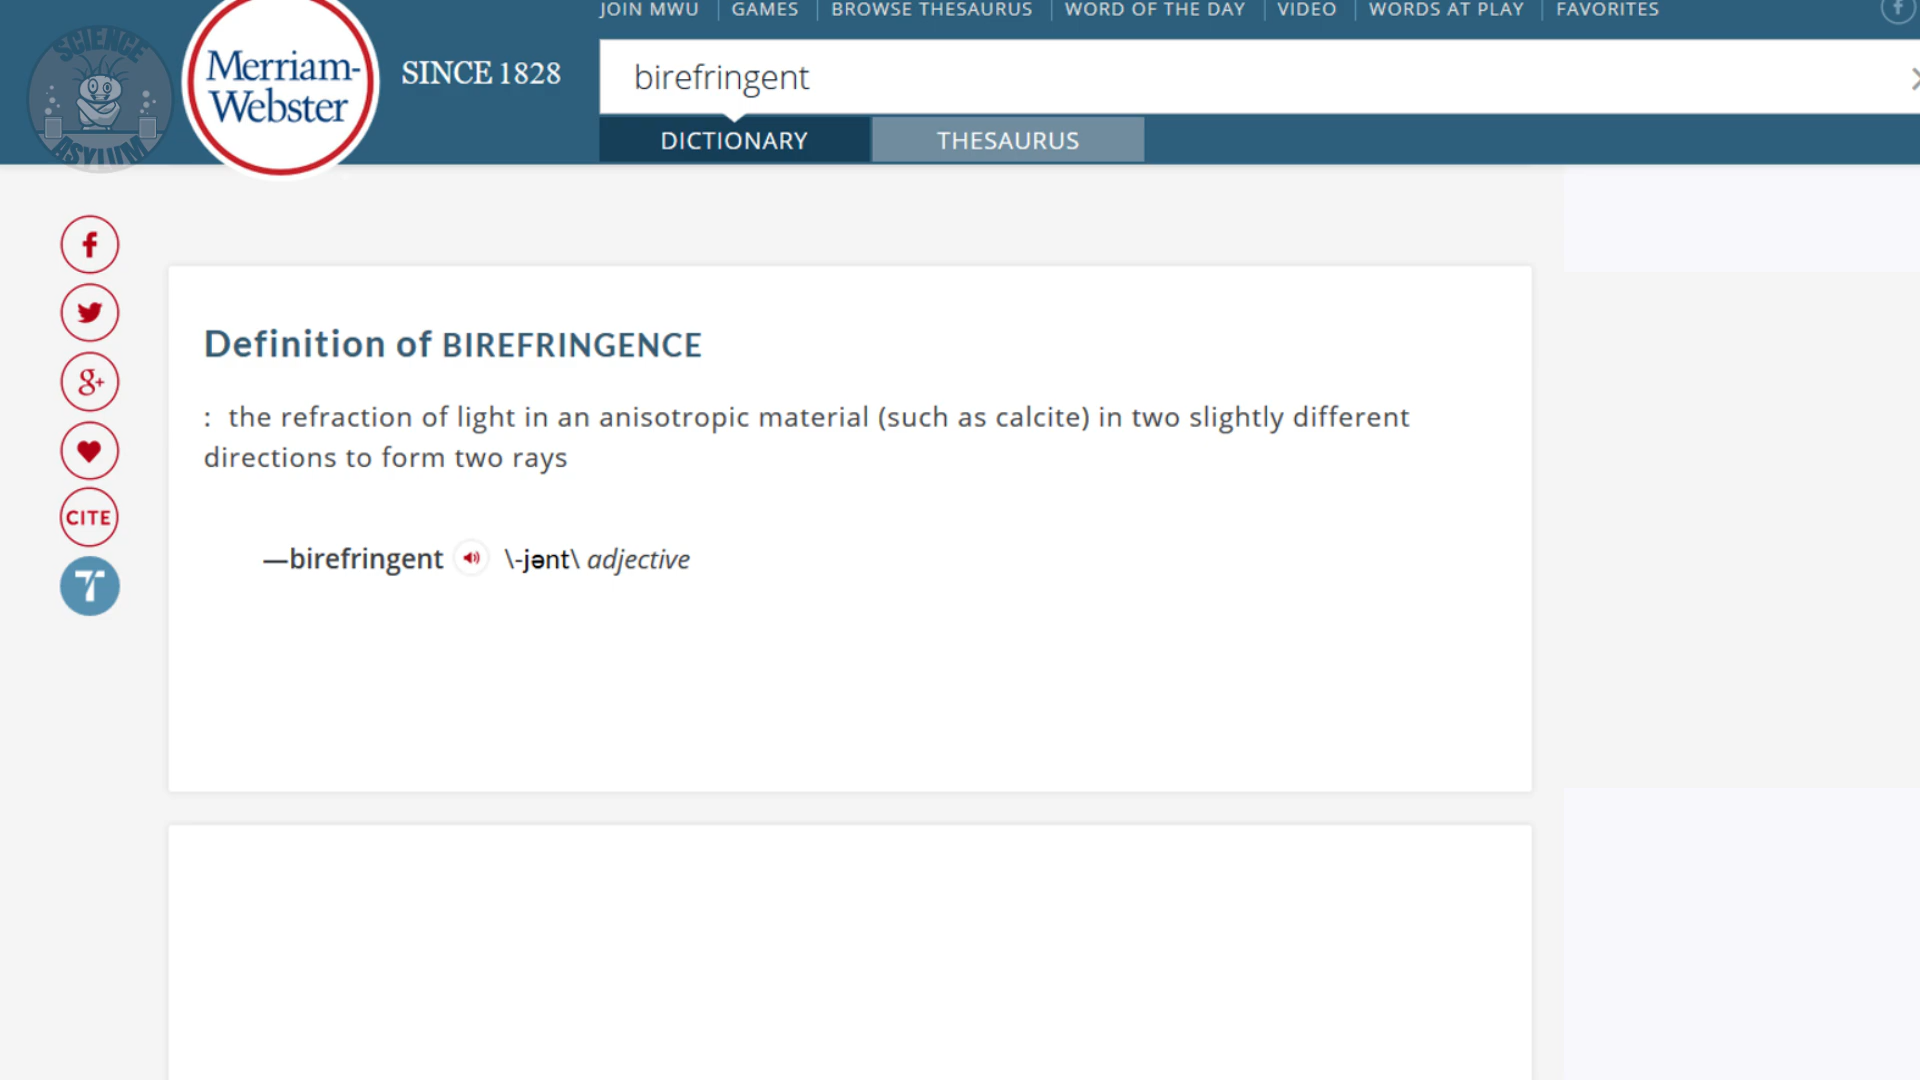 JOIN MWU GAMES BROWSE THESAURUS WORD OF THE DAY VIDEO WORDS AT PLAY FAVORITES
SCIENCE
ASYLUM
Merriam-
Webster
SINCE 1828
birefringent
DICTIONARY THESAURUS
Definition of BIREFRINGENCE
: the refraction of light in an anisotropic material (such as calcite) in two slightly different
directions to form two rays
—birefringent \-jənt\ adjective
CITE